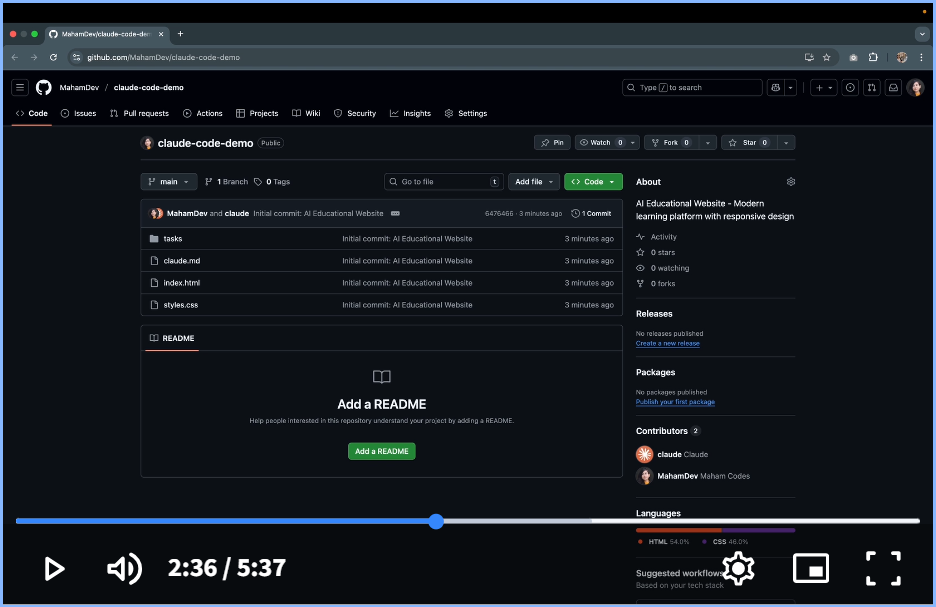 MahamDev/claude-code-dem
github.com/MahamDev/claude-code-demo
MahamDev / claude-code-demo
Type / to search
Code Issues Pull requests Actions Projects Wiki Security Insights Settings
claude-code-demo Public
Pin Watch 0 Fork 0 Star 0
main 1 Branch 0 Tags Go to file t Add file Code
MahamDev and claude Initial commit: AI Educational Website 6476466 · 3 minutes ago 1 Commit
tasks Initial commit: AI Educational Website 3 minutes ago
claude.md Initial commit: AI Educational Website 3 minutes ago
index.html Initial commit: AI Educational Website 3 minutes ago
styles.css Initial commit: AI Educational Website 3 minutes ago
README
Add a README
Help people interested in this repository understand your project by adding a README.
Add a README
About
AI Educational Website - Modern
learning platform with responsive design
Activity
0 stars
0 watching
0 forks
Releases
No releases published
Create a new release
Packages
No packages published
Publish your first package
Contributors 2
claude Claude
MahamDev Maham Codes
Languages
HTML 54.0% CSS 46.0%
Suggested workflows
Based on your tech stack
2:36 / 5:37